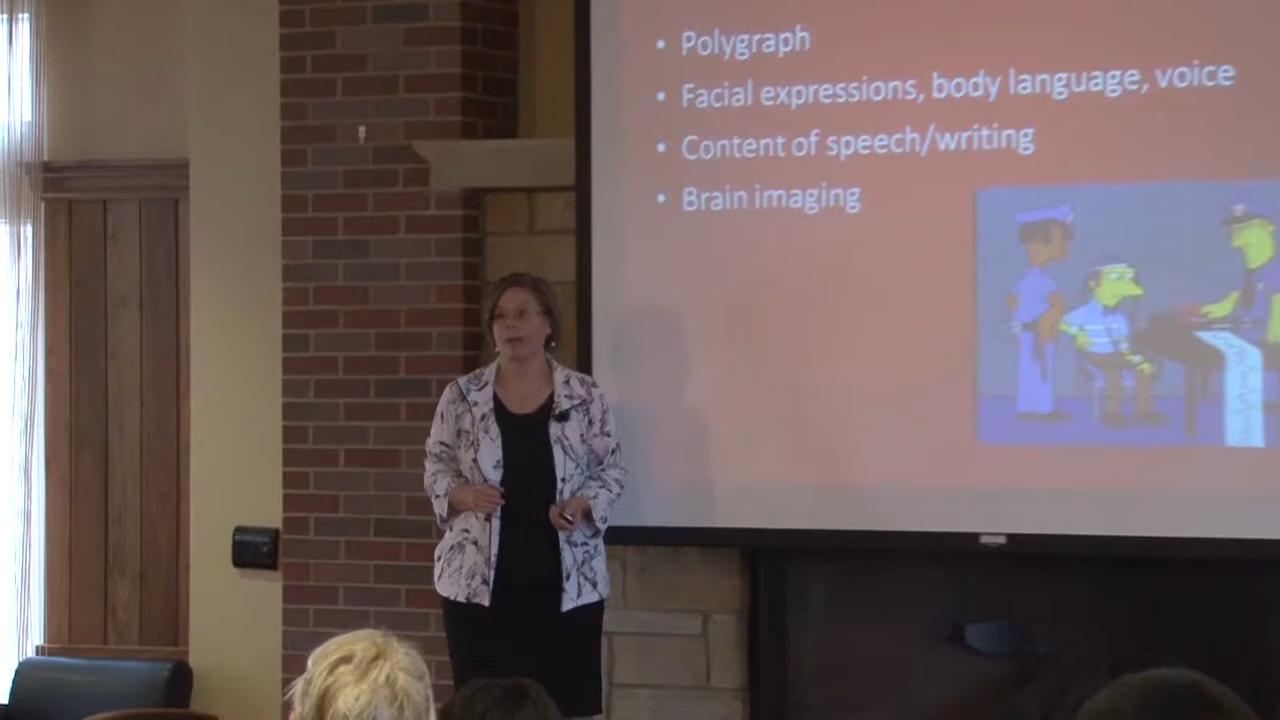 • Polygraph
• Facial expressions, body language, voice
• Content of speech/writing
• Brain imaging